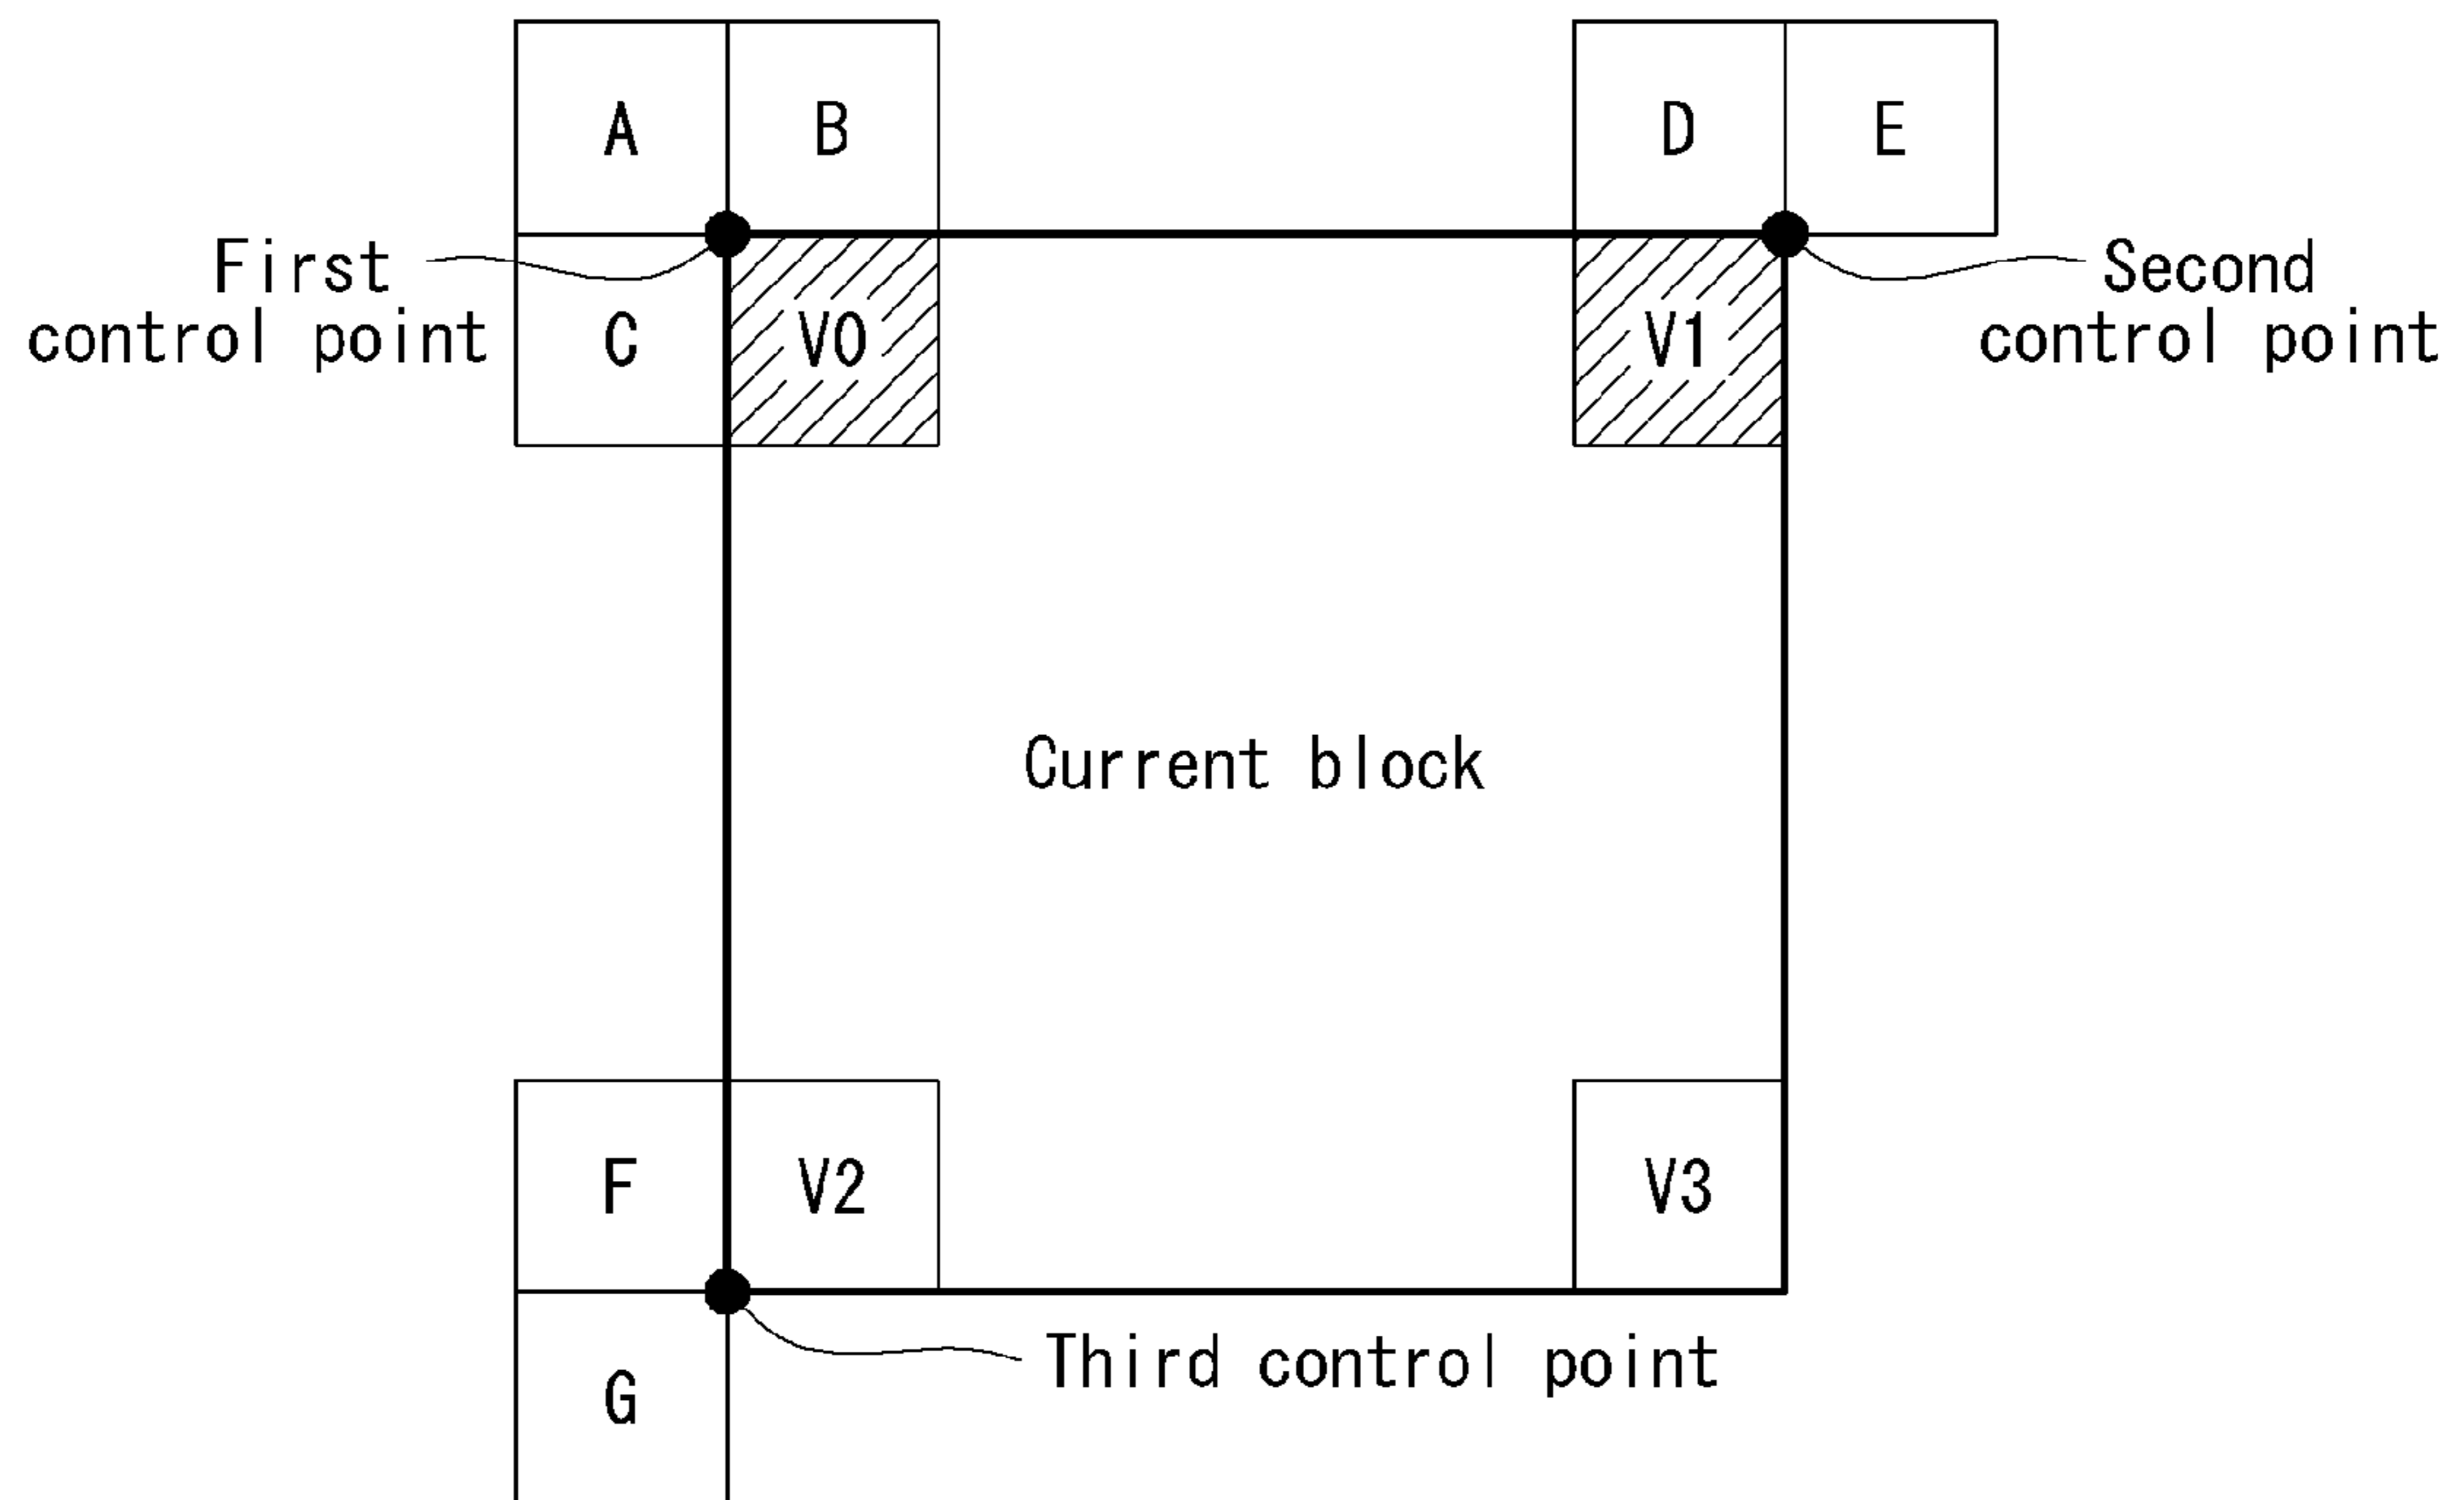 A B D E
First
control point
Second
control point
C V0 V1
Current block
F V2 V3
Third control point
G